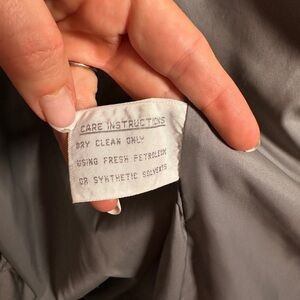 CARE INSTRUCTIONS
DRY CLEAN ONLY
USING FRESH PETROLEUM
OR SYNTHETIC SOLVENTS